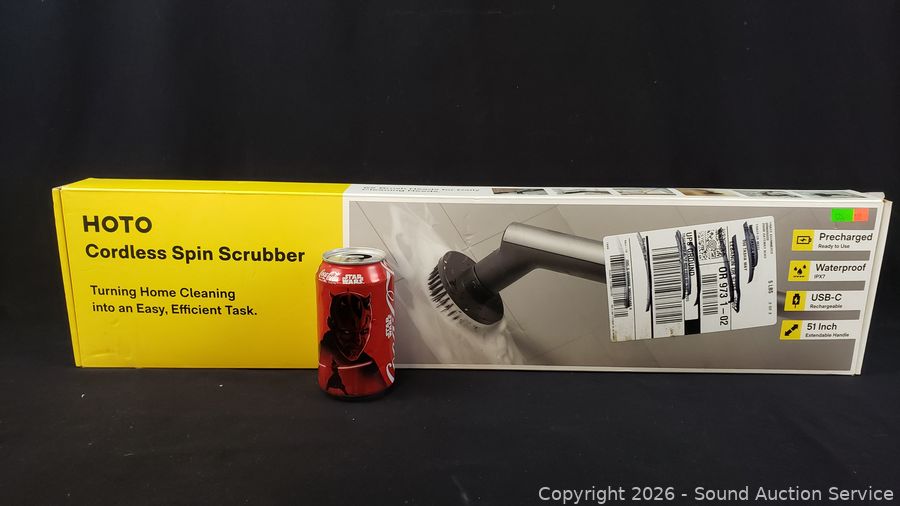 HOTO
Cordless Spin Scrubber
Turning Home Cleaning
into an Easy, Efficient Task.
Precharged
Ready to Use
Waterproof
IPX7
USB-C
Rechargeable
51 Inch
Extendable Handle
OR 973 1-02
Coca-Cola
STAR
WARS
Copyright 2026 - Sound Auction Service